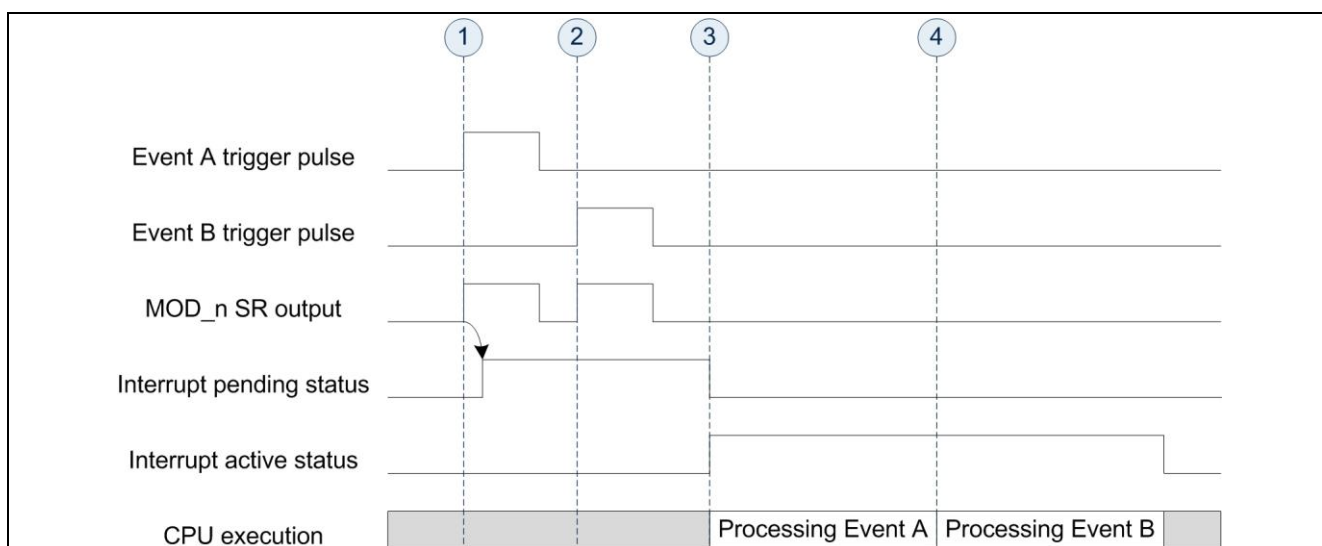 1 2 3 4
Event A trigger pulse
Event B trigger pulse
MOD_n SR output
Interrupt pending status
Interrupt active status
CPU execution Processing Event A Processing Event B